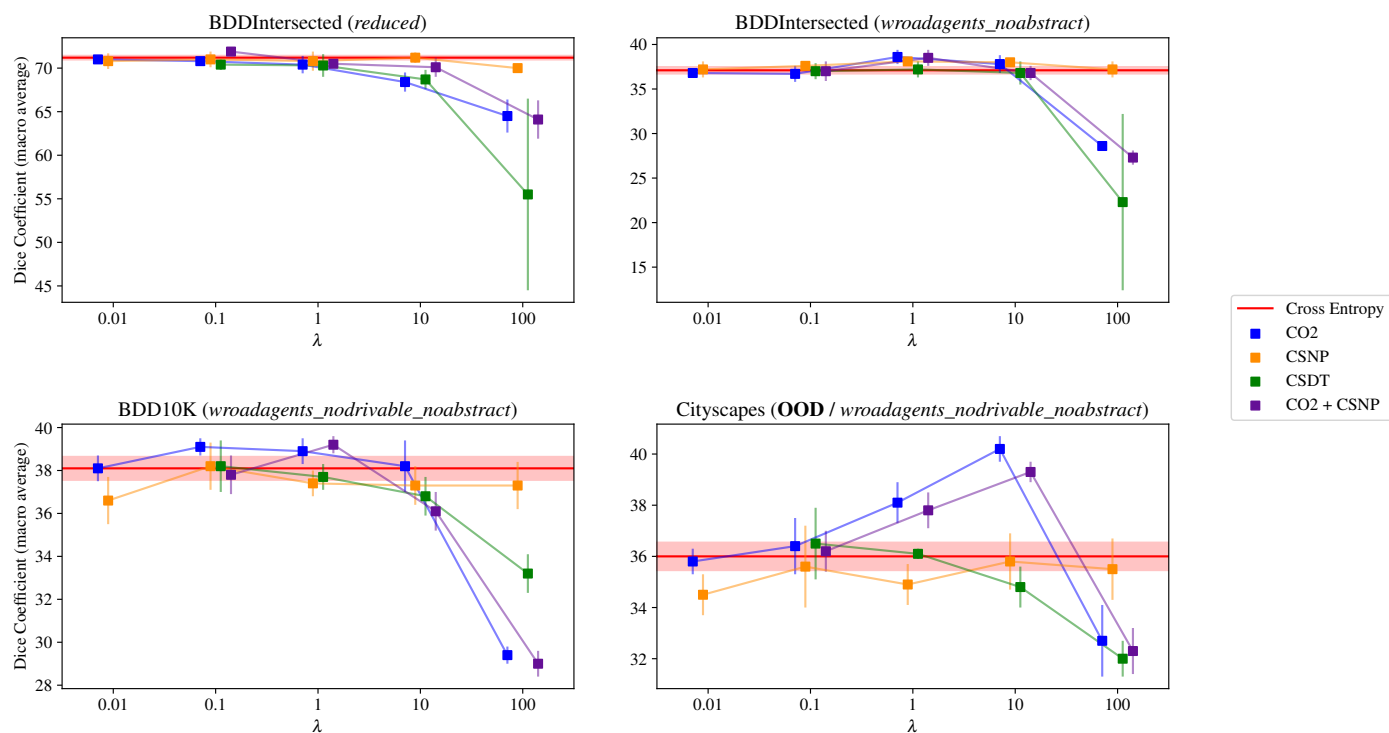 BDDIntersected (reduced)
Dice Coefficient (macro average)
70
65
60
55
50
45
0.01 0.1 1 10 100
λ
BDDIntersected (wroadagents_noabstract)
40
35
30
25
20
15
0.01 0.1 1 10 100
λ
Cross Entropy
CO2
CSNP
CSDT
CO2 + CSNP
BDD10K (wroadagents_nodrivable_noabstract)
Dice Coefficient (macro average)
40
38
36
34
32
30
28
0.01 0.1 1 10 100
λ
Cityscapes (OOD / wroadagents_nodrivable_noabstract)
40
38
36
34
32
0.01 0.1 1 10 100
λ